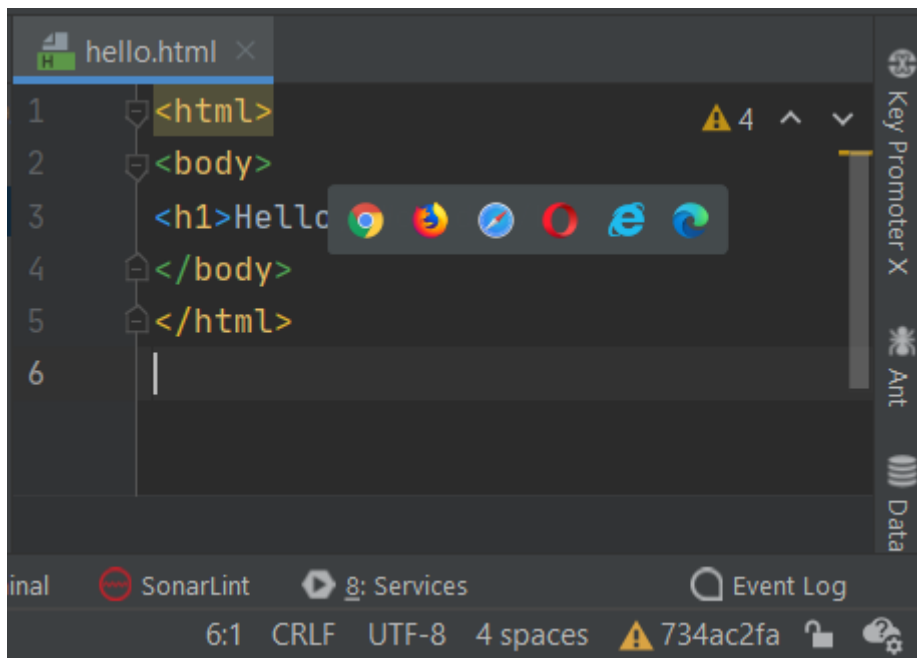 hello.html
1 <html>
4
2 <body>
3 <h1>Hello
4 </body>
5 </html>
6
Key Promoter X
Ant
Data
inal
SonarLint
8: Services
Event Log
6:1 CRLF UTF-8 4 spaces 734ac2fa